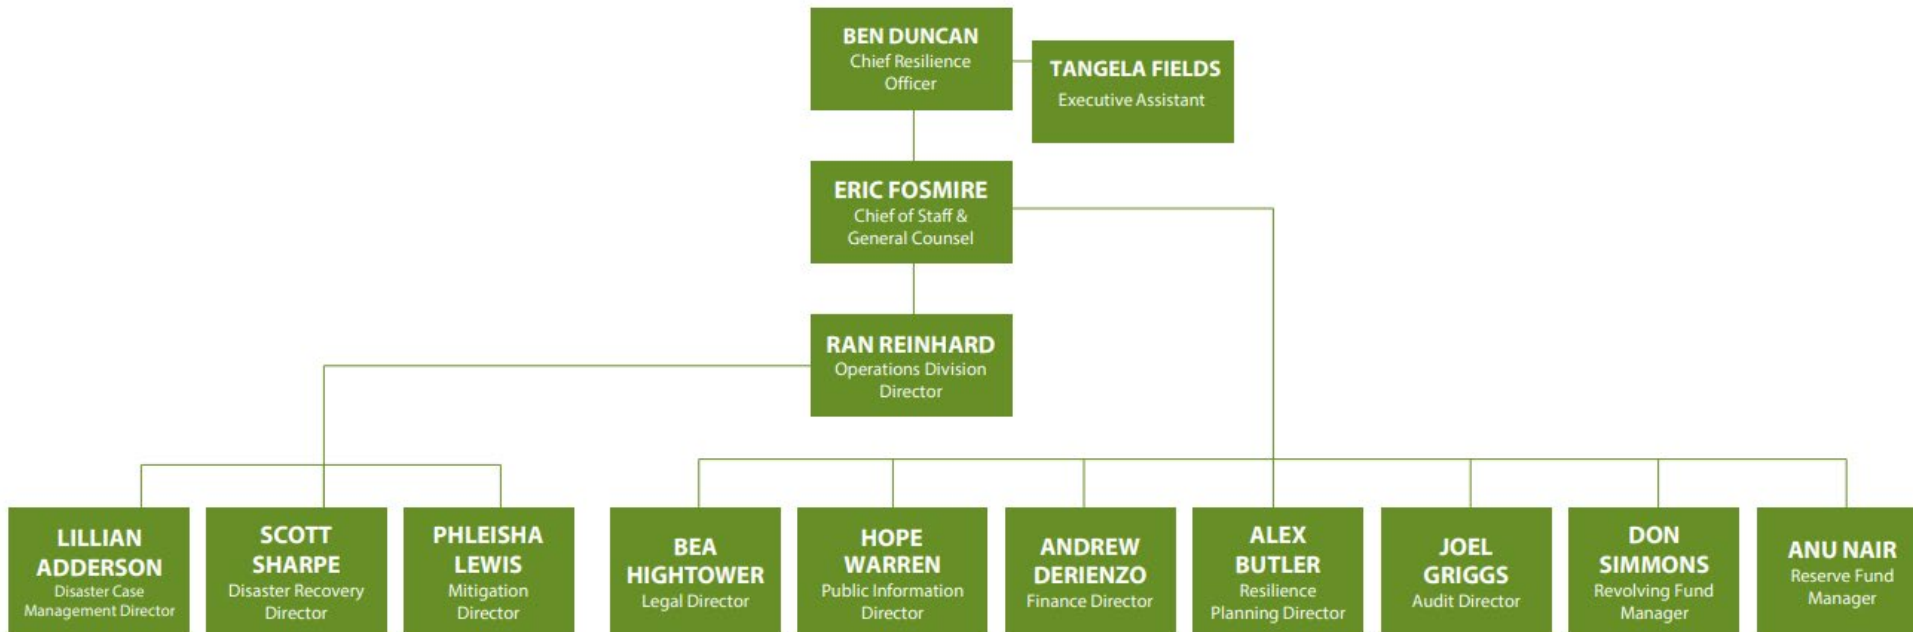 BEN DUNCAN
Chief Resilience
Officer
TANGELA FIELDS
Executive Assistant
ERIC FOSMIRE
Chief of Staff &
General Counsel
RAN REINHARD
Operations Division
Director
LILLIAN
ADDERSON
Disaster Case
Management Director
SCOTT
SHARPE
Disaster Recovery
Director
PHLEISHA
LEWIS
Mitigation
Director
BEA
HIGHTOWER
Legal Director
HOPE
WARREN
Public Information
Director
ANDREW
DERIENZO
Finance Director
ALEX
BUTLER
Resilience
Planning Director
JOEL
GRIGGS
Audit Director
DON
SIMMONS
Revolving Fund
Manager
ANU NAIR
Reserve Fund
Manager